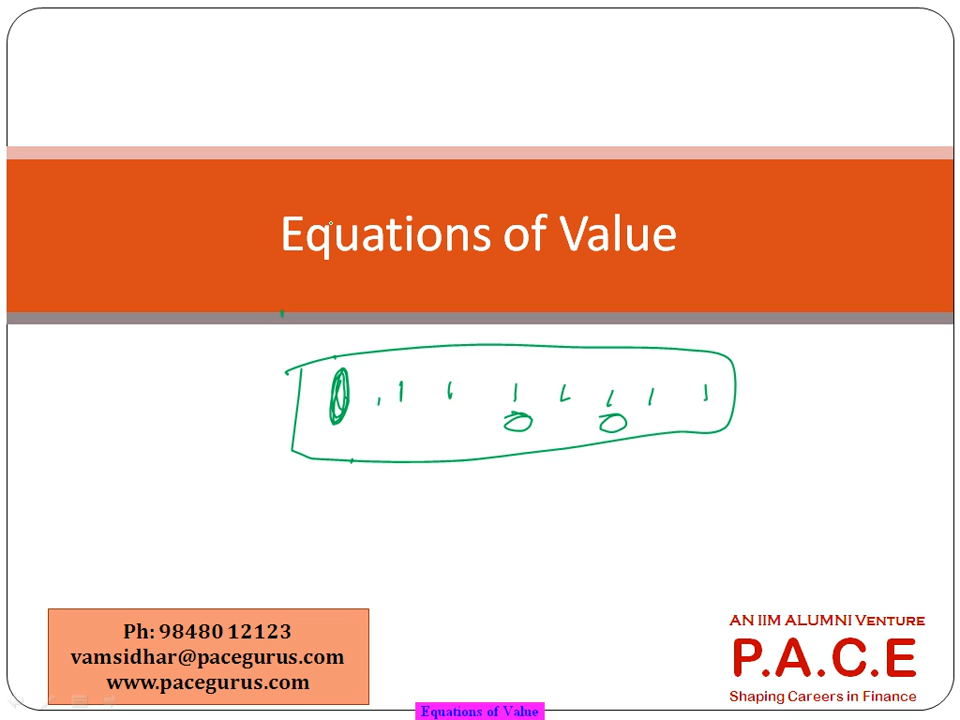 Equations of Value
Ph: 98480 12123
vamsidhar@pacegurus.com
www.pacegurus.com
AN IIM ALUMNI VENTURE
P.A.C.E
Shaping Careers in Finance
Equations of Value